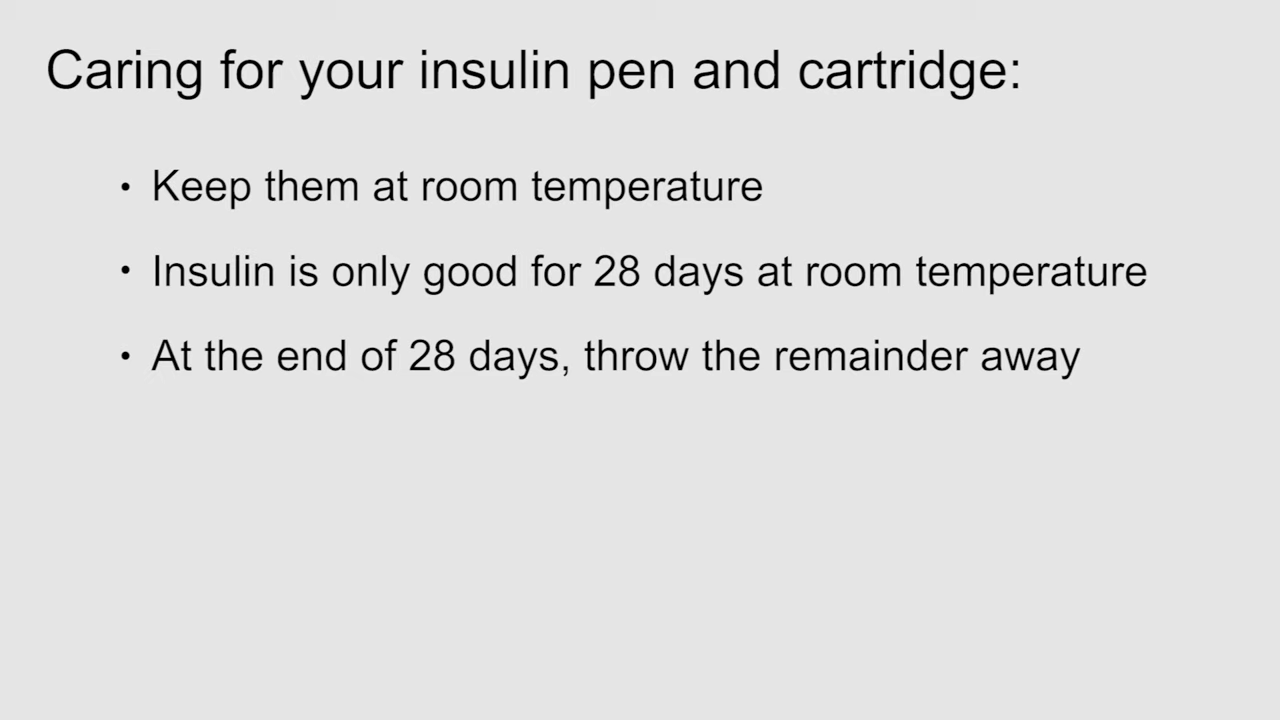 Caring for your insulin pen and cartridge:
• Keep them at room temperature
• Insulin is only good for 28 days at room temperature
• At the end of 28 days, throw the remainder away